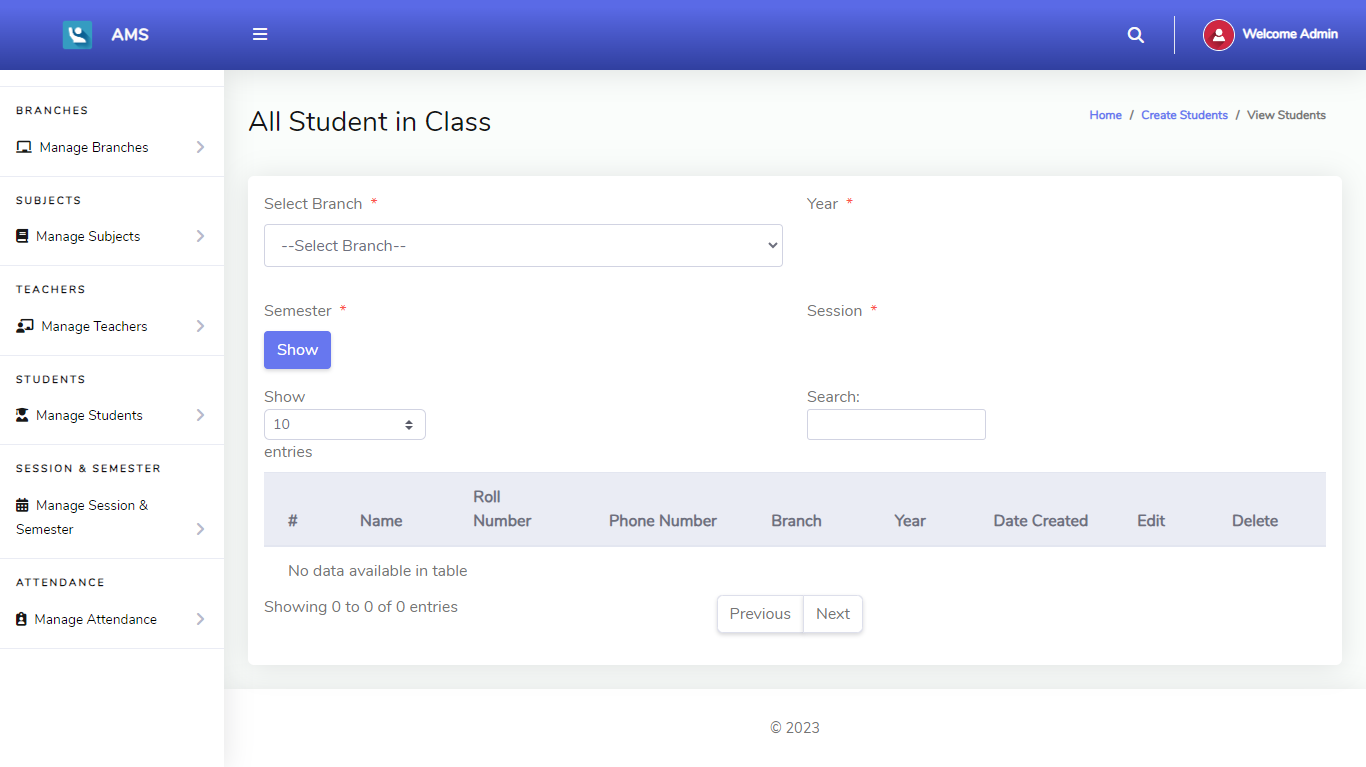 AMS
Welcome Admin
BRANCHES
Manage Branches
SUBJECTS
Manage Subjects
TEACHERS
Manage Teachers
STUDENTS
Manage Students
SESSION & SEMESTER
Manage Session &
Semester
ATTENDANCE
Manage Attendance
All Student in Class
Home / Create Students / View Students
Select Branch *
Year *
--Select Branch--
Semester *
Session *
Show
Show
Search:
10
entries
# Name Roll Number Phone Number Branch Year Date Created Edit Delete
No data available in table
Showing 0 to 0 of 0 entries
Previous Next
© 2023